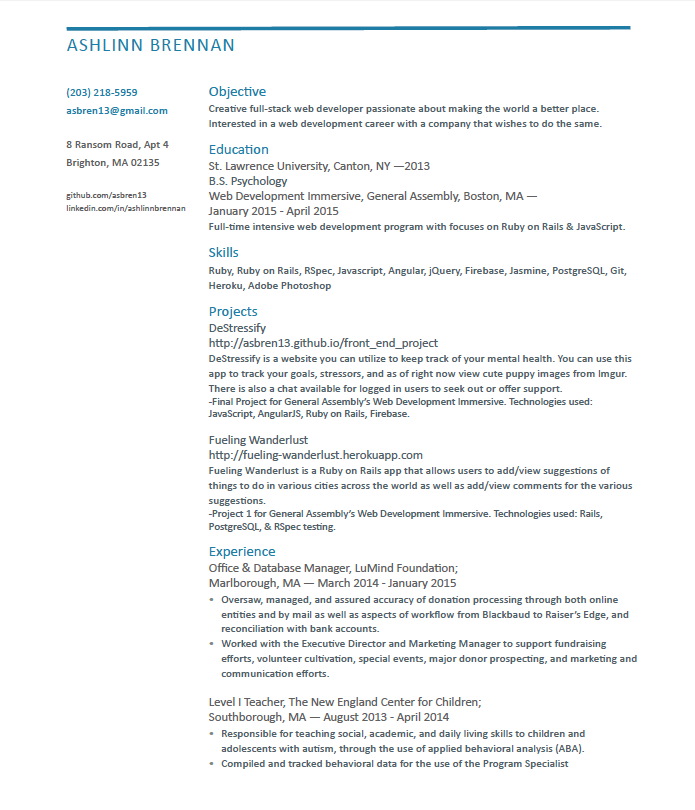 ASHLINN BRENNAN
(203) 218-5959
asbren13@gmail.com
8 Ransom Road, Apt 4
Brighton, MA 02135
github.com/asbren13
linkedin.com/in/ashlinnbrennan
Objective
Creative full-stack web developer passionate about making the world a better place.
Interested in a web development career with a company that wishes to do the same.
Education
St. Lawrence University, Canton, NY —2013
B.S. Psychology
Web Development Immersive, General Assembly, Boston, MA —
January 2015 - April 2015
Full-time intensive web development program with focuses on Ruby on Rails & JavaScript.
Skills
Ruby, Ruby on Rails, RSpec, Javascript, Angular, jQuery, Firebase, Jasmine, PostgreSQL, Git,
Heroku, Adobe Photoshop
Projects
DeStressify
http://asbren13.github.io/front_end_project
DeStressify is a website you can utilize to keep track of your mental health. You can use this
app to track your goals, stressors, and as of right now view cute puppy images from Imgur.
There is also a chat available for logged in users to seek out or offer support.
-Final Project for General Assembly's Web Development Immersive. Technologies used:
JavaScript, AngularJS, Ruby on Rails, Firebase.
Fueling Wanderlust
http://fueling-wanderlust.herokuapp.com
Fueling Wanderlust is a Ruby on Rails app that allows users to add/view suggestions of
things to do in various cities across the world as well as add/view comments for the various
suggestions.
-Project 1 for General Assembly's Web Development Immersive. Technologies used: Rails,
PostgreSQL, & RSpec testing.
Experience
Office & Database Manager, LuMind Foundation;
Marlborough, MA — March 2014 - January 2015
• Oversaw, managed, and assured accuracy of donation processing through both online
entities and by mail as well as aspects of workflow from Blackbaud to Raiser's Edge, and
reconciliation with bank accounts.
• Worked with the Executive Director and Marketing Manager to support fundraising
efforts, volunteer cultivation, special events, major donor prospecting, and marketing and
communication efforts.
Level I Teacher, The New England Center for Children;
Southborough, MA — August 2013 - April 2014
• Responsible for teaching social, academic, and daily living skills to children and
adolescents with autism, through the use of applied behavioral analysis (ABA).
• Compiled and tracked behavioral data for the use of the Program Specialist